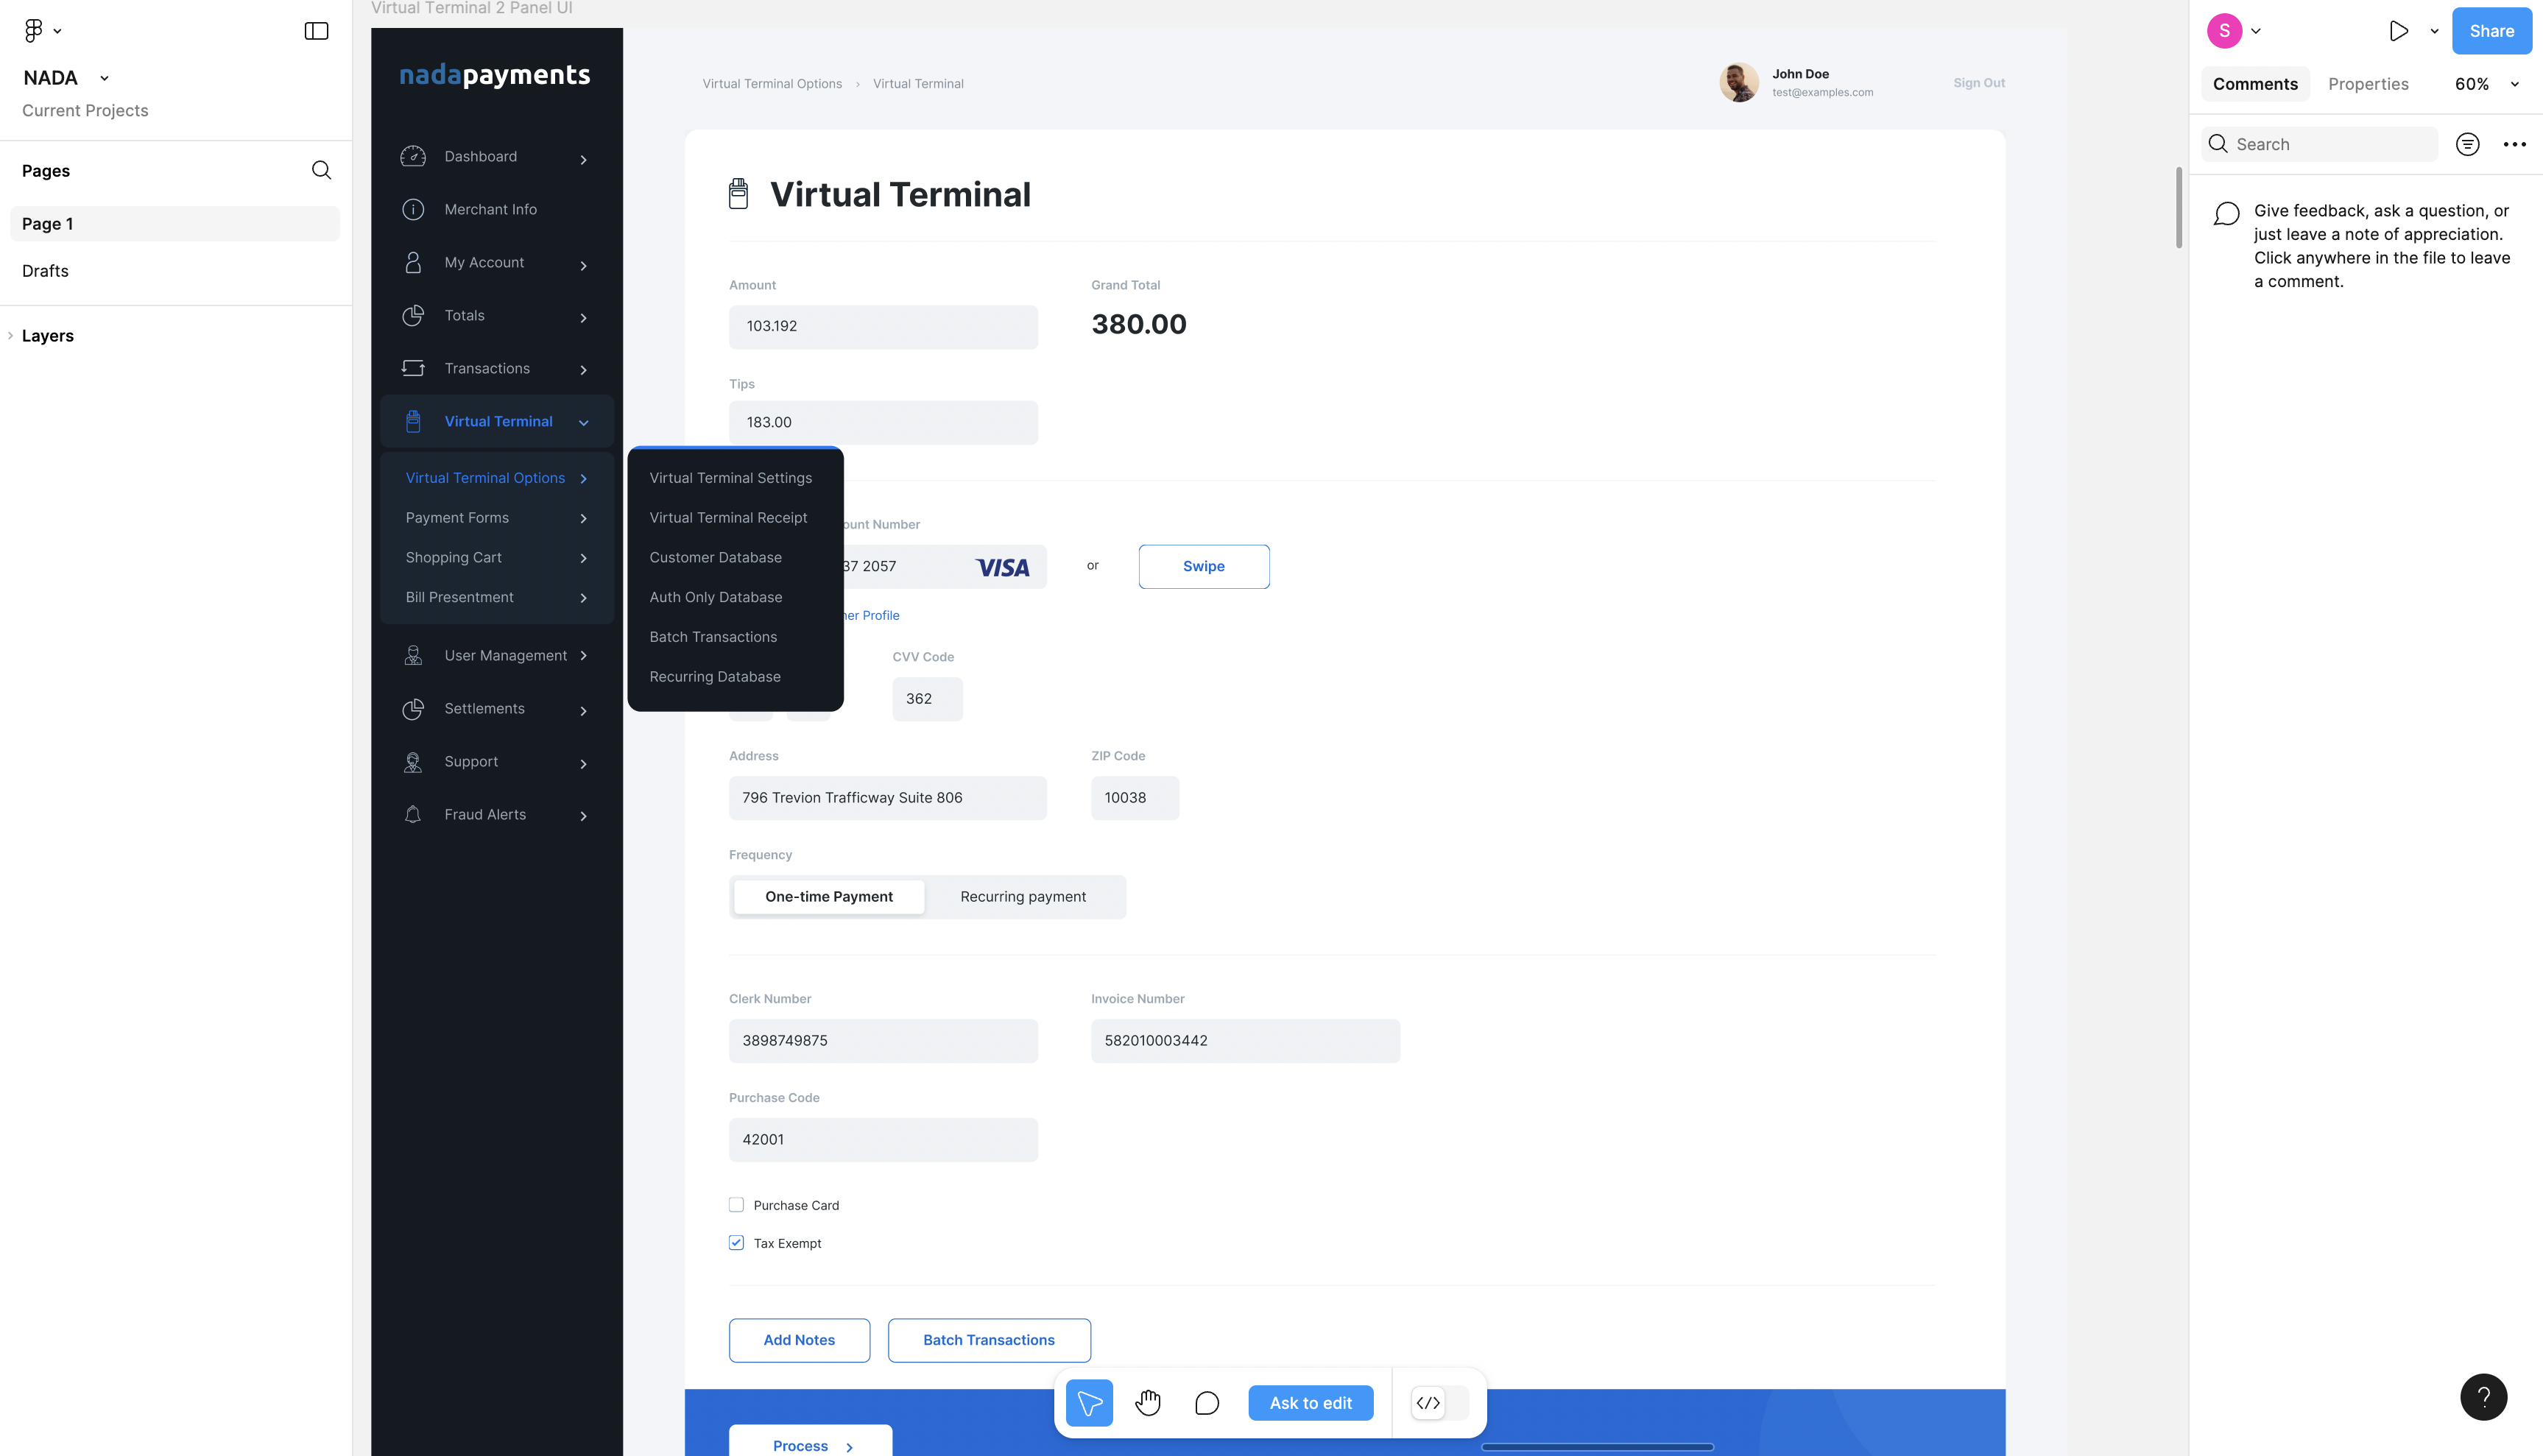 NADA
Current Projects
Pages
Page 1
Drafts
Layers
Virtual Terminal 2 Panel UI
nadapayments
Dashboard
Merchant Info
My Account
Totals
Transactions
Virtual Terminal
Virtual Terminal Options
Payment Forms
Shopping Cart
Bill Presentment
User Management
Settlements
Support
Fraud Alerts
Virtual Terminal Settings
Virtual Terminal Receipt
Customer Database
Auth Only Database
Batch Transactions
Recurring Database
Virtual Terminal Options › Virtual Terminal
John Doe
test@examples.com
Sign Out
Virtual Terminal
Amount
Grand Total
103.192
380.00
Tips
183.00
ount Number
37 2057
VISA
or
Swipe
ner Profile
CVV Code
362
Address
ZIP Code
796 Trevion Trafficway Suite 806
10038
Frequency
One-time Payment
Recurring payment
Clerk Number
Invoice Number
3898749875
582010003442
Purchase Code
42001
Purchase Card
Tax Exempt
Add Notes
Batch Transactions
Process
Ask to edit
</>
S
Share
Comments
Properties
60%
Search
Give feedback, ask a question, or
just leave a note of appreciation.
Click anywhere in the file to leave
a comment.
?